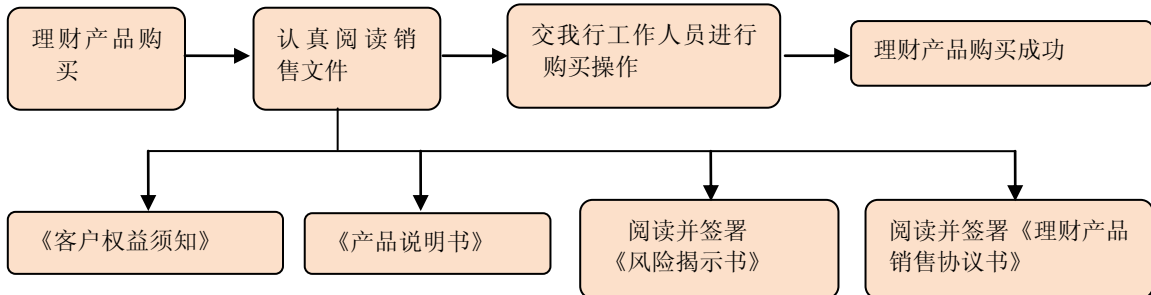 理财产品购
买
认真阅读销
售文件
交我行工作人员进行
购买操作
理财产品购买成功
《客户权益须知》
《产品说明书》
阅读并签署
《风险揭示书》
阅读并签署《理财产品
销售协议书》